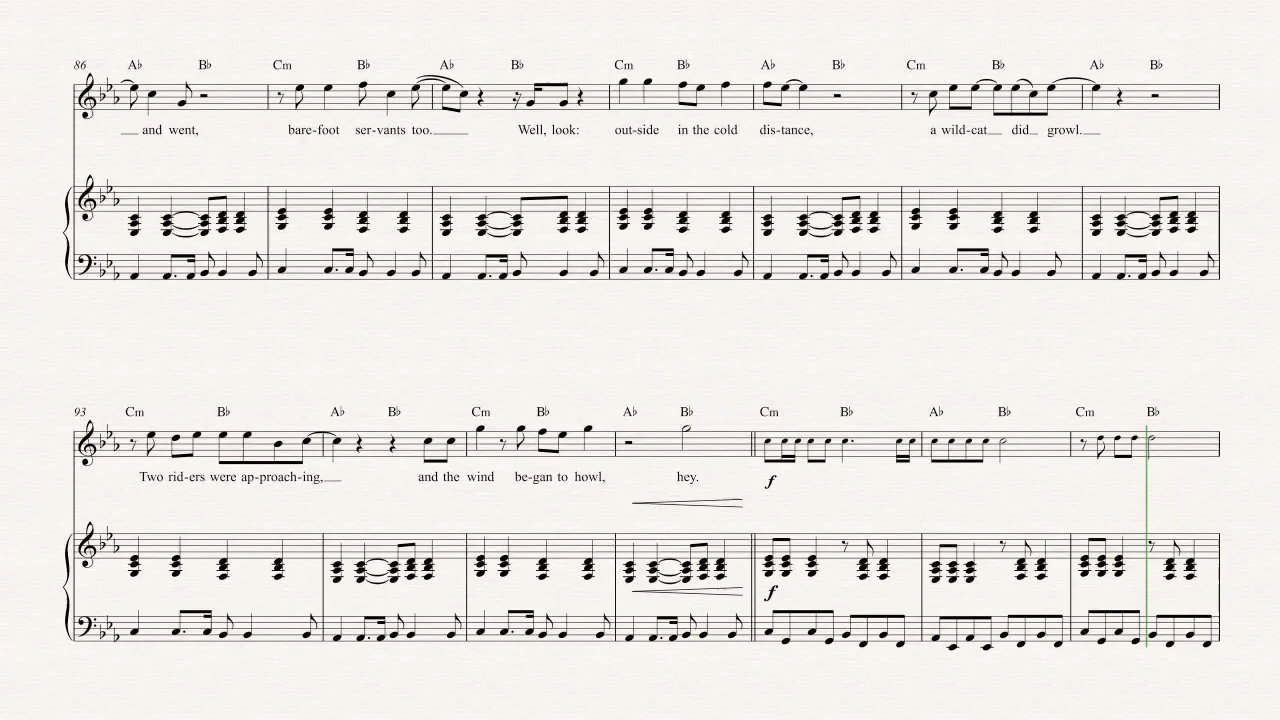 86 A♭ B♭ Cm B♭ A♭ B♭ Cm B♭ A♭ B♭ Cm B♭ A♭ B♭
and went, bare-foot ser-vants too. Well, look: out-side in the cold dis-tance, a wild-cat did growl.
93 Cm B♭ A♭ B♭ Cm B♭ A♭ B♭ Cm B♭ A♭ B♭ Cm B♭
Two rid-ers were ap-proach-ing, and the wind be-gan to howl, hey.
f
f